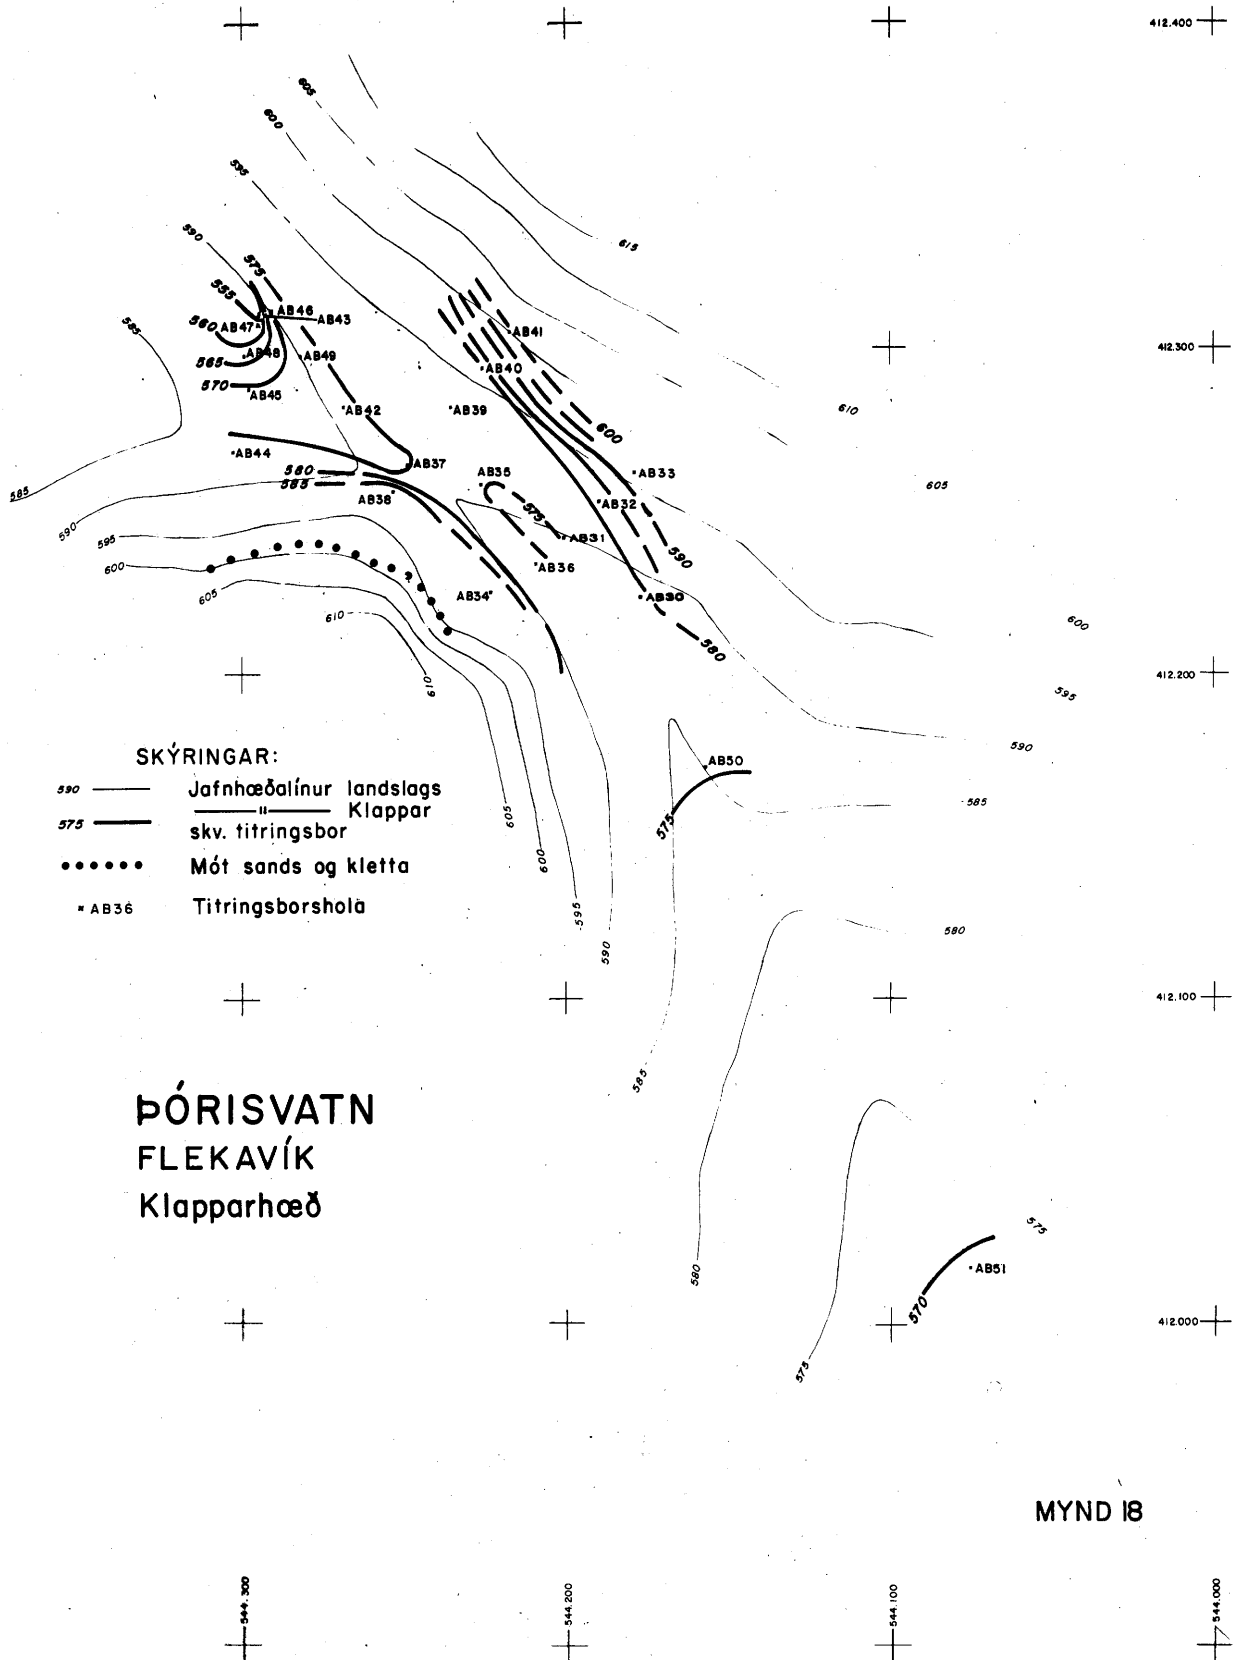 412.400
605
600
595
615
590
575
555
585
AB46
AB43
560
AB47
AB41
412.300
AB48
AB49
565
AB40
570
AB45
AB42
AB39
610
600
AB44
AB37
AB33
580
AB35
585
605
585
AB38
AB32
575
590
595
AB31
590
600
AB36
605
AB34
AB30
610
600
580
610
412.200
595
590
SKÝRINGAR:
590 Jafnhæðalínur landslags
" Klappar
575 skv. titringsbor
Mót sands og kletta
AB36 Titringsborshola
AB50
575
585
605
600
595
590
580
412.100
585
ÞÓRISVATN
FLEKAVÍK
Klapparhæð
575
580
AB51
570
412.000
575
MYND 18
544.300
544.200
544.100
544.000